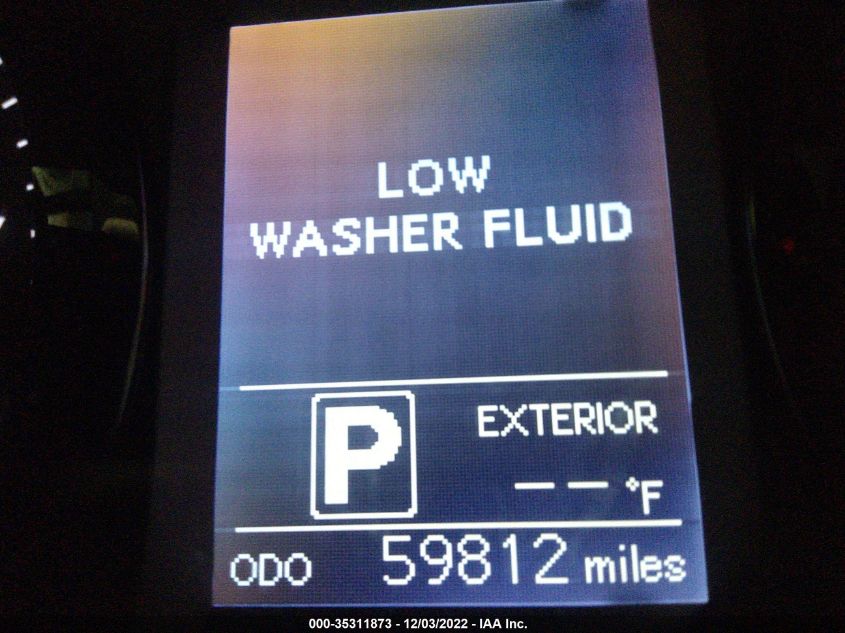 LOW
WASHER FLUID
P
EXTERIOR
-- °F
ODO 59812 miles
000-35311873 - 12/03/2022 - IAA Inc.